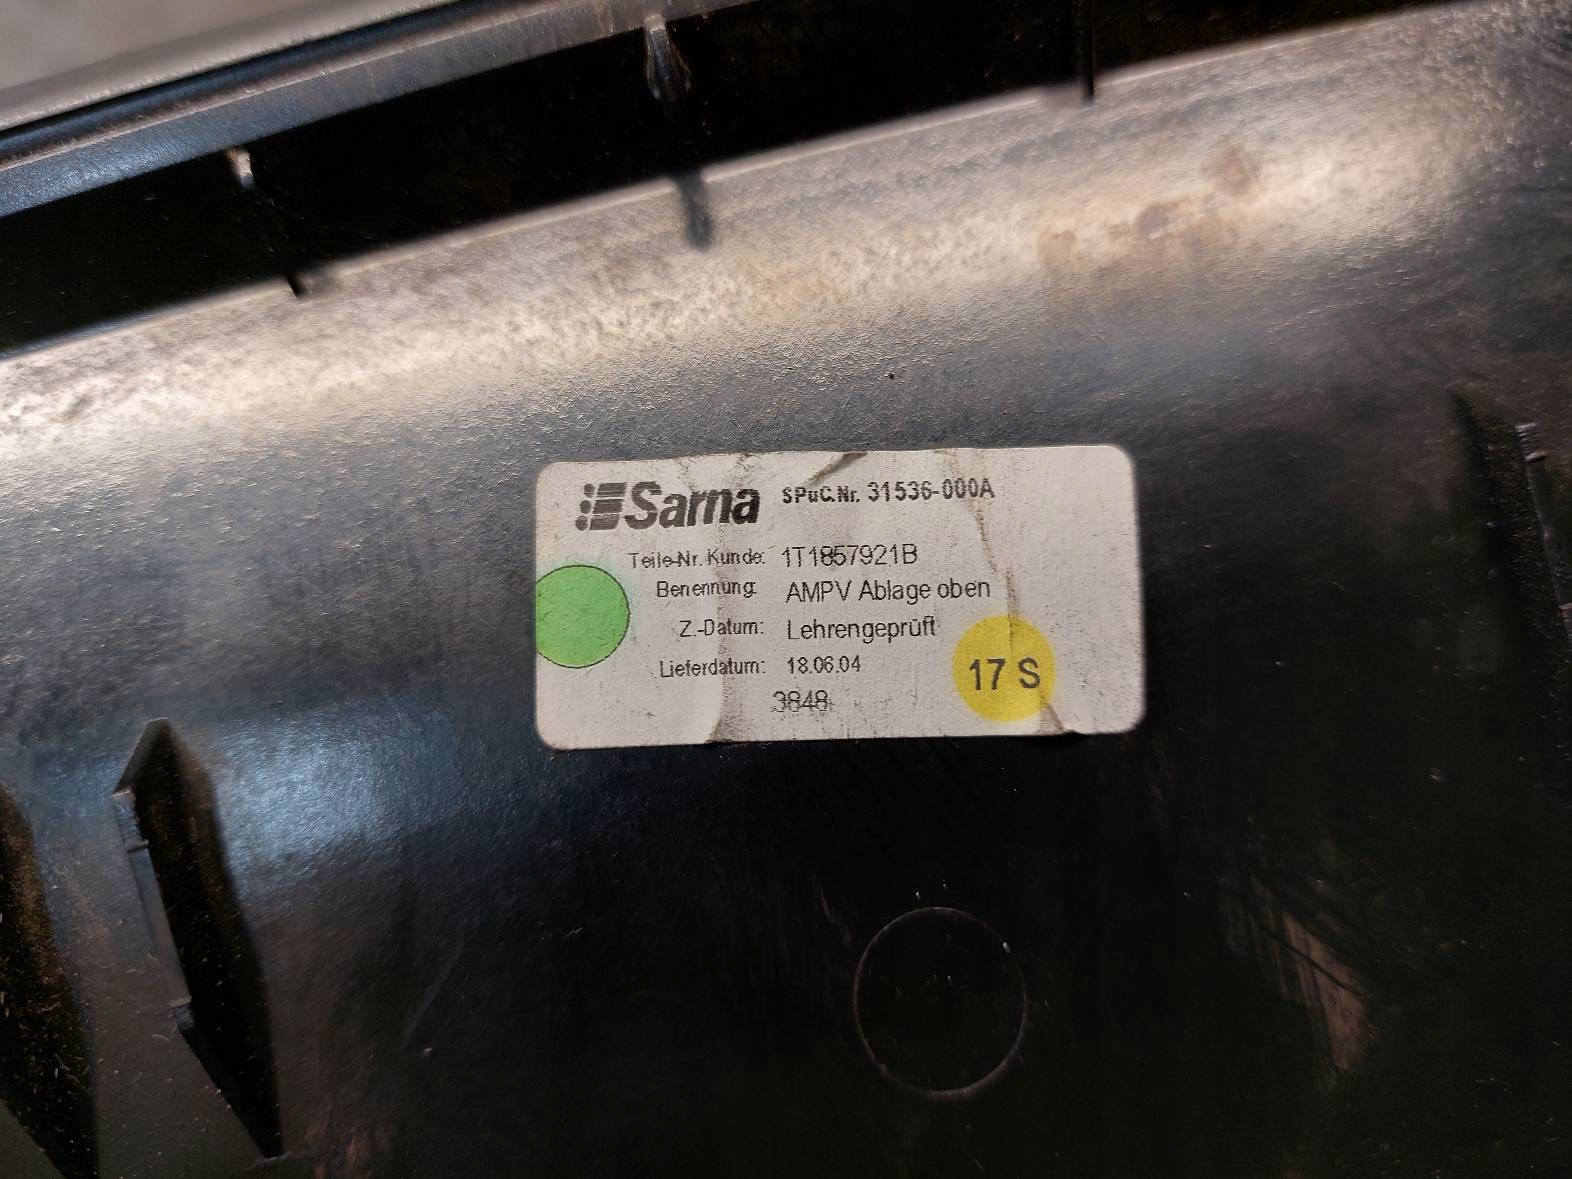 Sarna SPuC.Nr. 31536-000A
Teile-Nr. Kunde: 1T1857921B
Benennung: AMPV Ablage oben
Z.-Datum: Lehrengeprüft
Lieferdatum: 18.06.04
3848
17 S